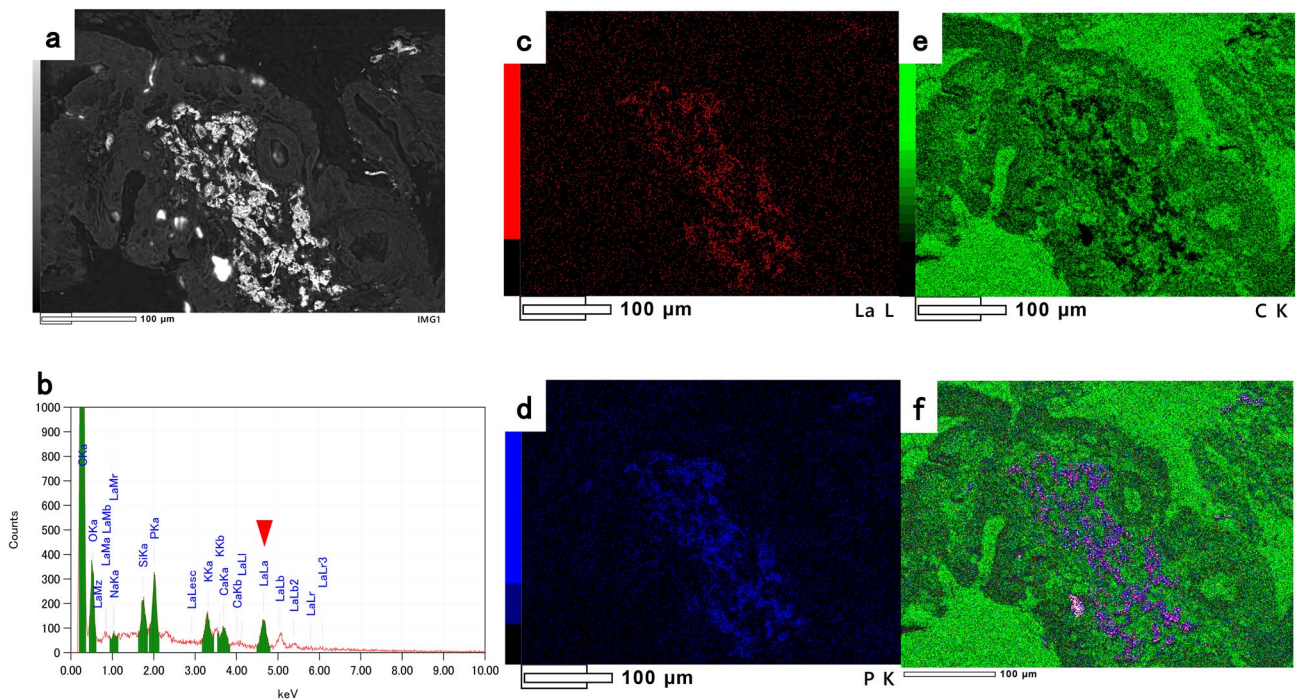 a
100 µm
IMG1
c
100 µm
La L
e
100 µm
C K
b
Counts
1000
900
800
700
600
500
400
300
200
100
0
OKa
LaMz
LaMa
LaMb
LaMr
NaKa
SiKa
PKa
LaLesc
KKa
KKb
CaKa
CaKb
LaLl
LaLa
LaLb
LaLb2
LaLr
LaLr3
0.00 1.00 2.00 3.00 4.00 5.00 6.00 7.00 8.00 9.00 10.00
keV
d
100 µm
P K
f
100 µm